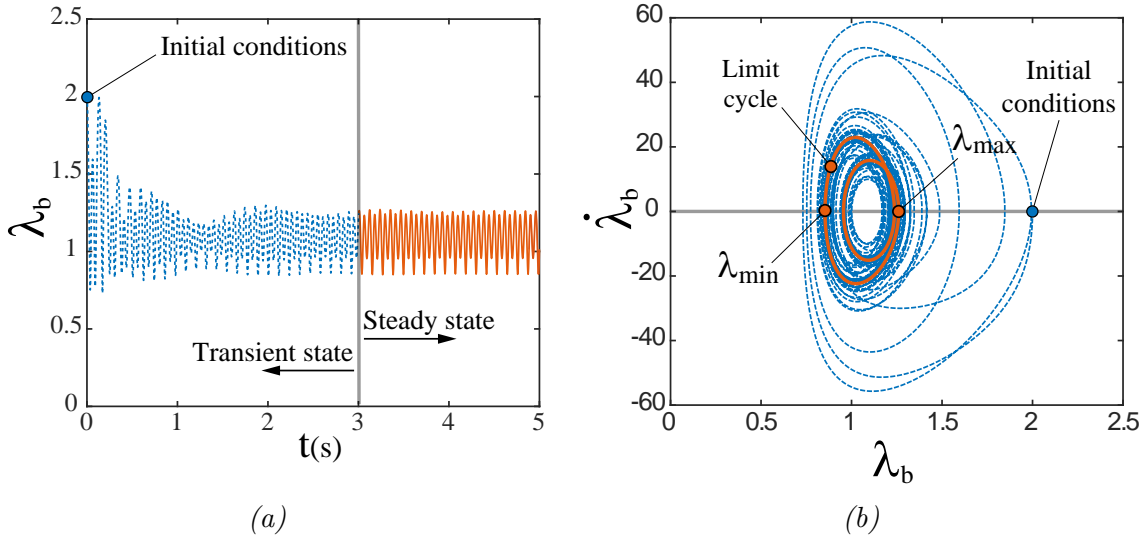 2.5
2
1.5
1
0.5
0
λb
Initial conditions
Steady state
Transient state
0 1 2 3 4 5
t(s)
(a)
60
40
20
0
-20
-40
-60
λ̇b
Limit
cycle
Initial
conditions
λmax
λmin
0 0.5 1 1.5 2 2.5
λb
(b)